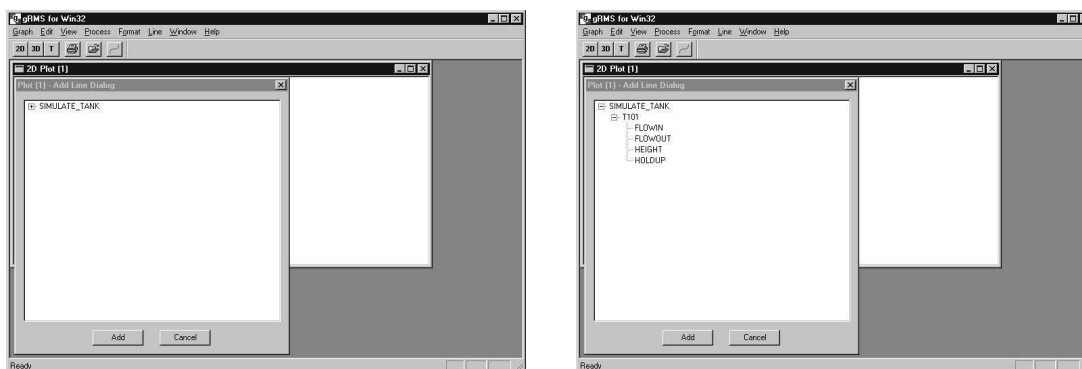 gRMS for Win32
Graph Edit View Process Format Line Window Help
2D 3D T
2D Plot (1)
Plot (1) - Add Line Dialog
SIMULATE_TANK
Add Cancel
Ready
gRMS for Win32
Graph Edit View Process Format Line Window Help
2D 3D T
2D Plot (1)
Plot (1) - Add Line Dialog
SIMULATE_TANK
T101
FLOWIN
FLOWOUT
HEIGHT
HOLDUP
Add Cancel
Ready